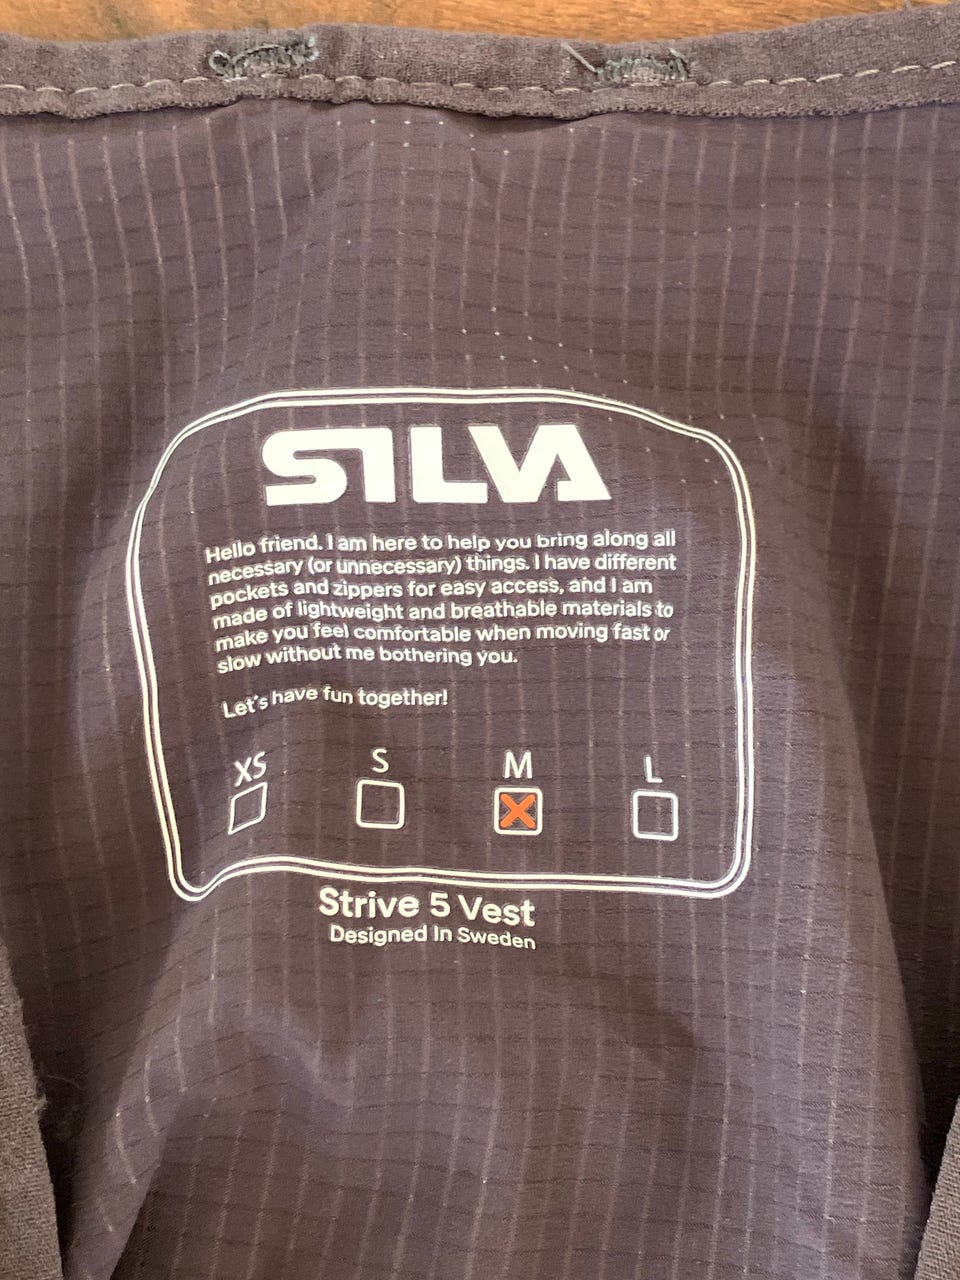 SILVA
Hello friend. I am here to help you bring along all
necessary (or unnecessary) things. I have different
pockets and zippers for easy access, and I am
made of lightweight and breathable materials to
make you feel comfortable when moving fast or
slow without me bothering you.
Let's have fun together!
XS S M L
Strive 5 Vest
Designed In Sweden